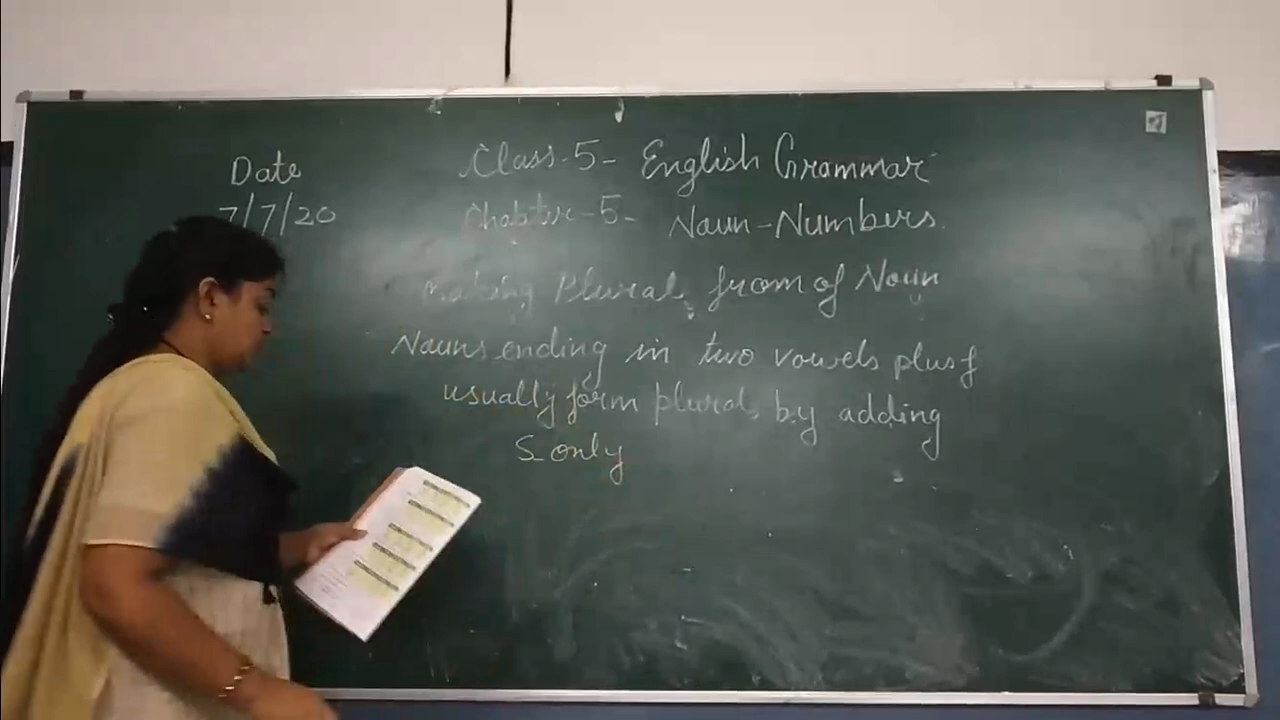 Date
7/7/20
Class-5- English Grammar
Chapter-5- Noun-Numbers.
Making Plural from of Noun
Nouns ending in two vowels plus f
usually form plural by adding
S only